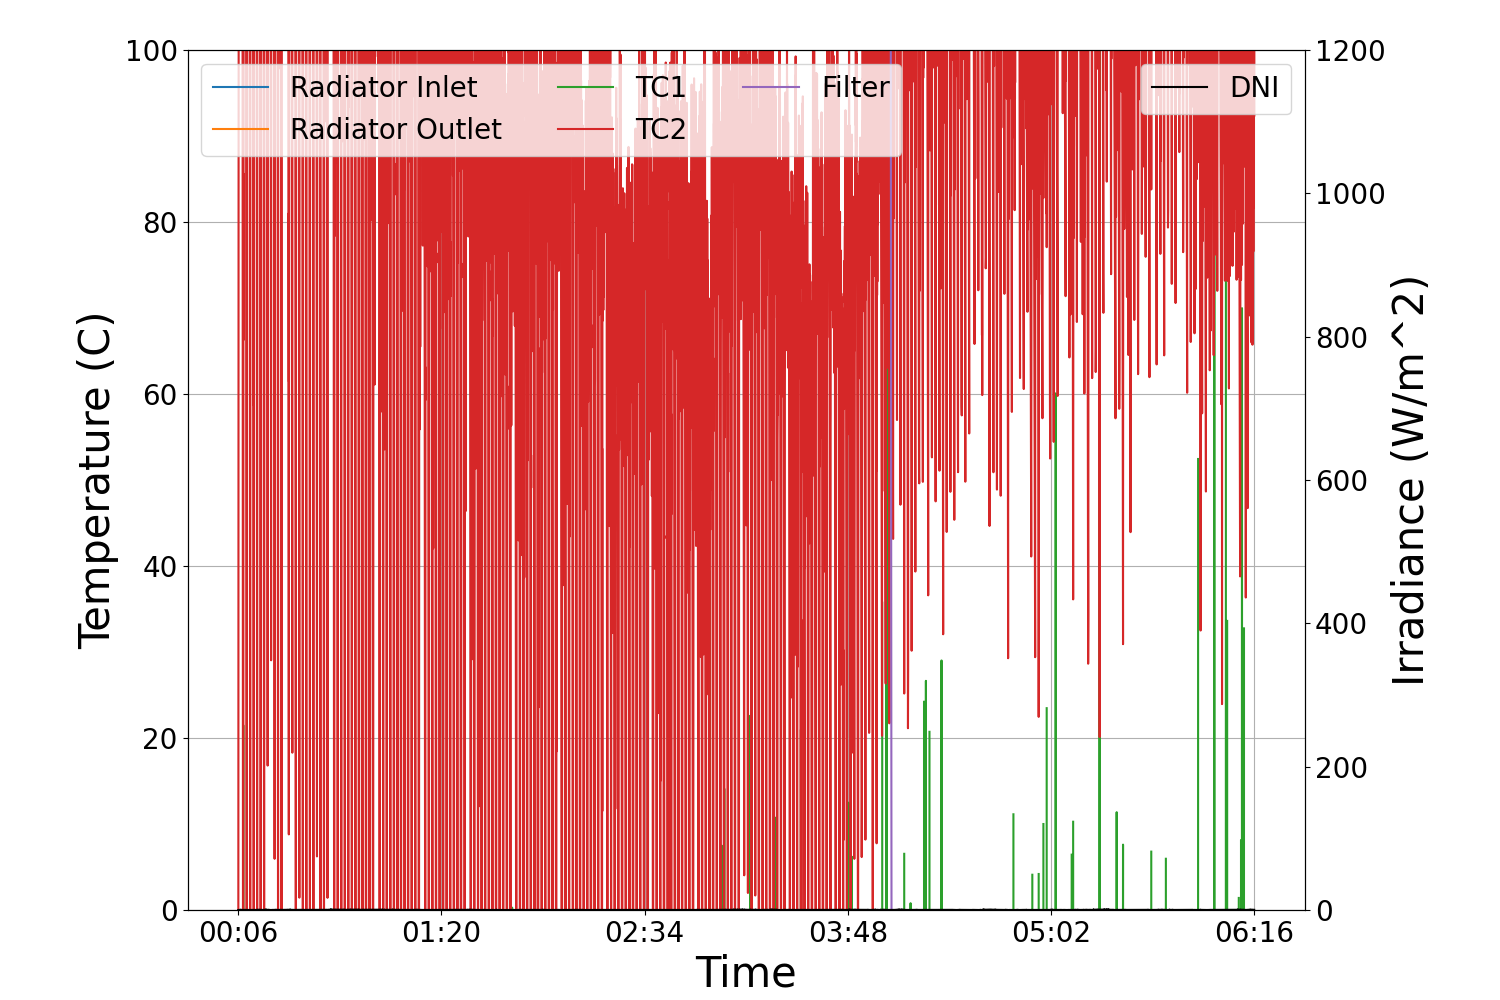 100
80
60
40
20
0
Temperature (C)
Radiator Inlet
Radiator Outlet
TC1
TC2
Filter
DNI
1200
1000
800
600
400
200
0
Irradiance (W/m^2)
00:06 01:20 02:34 03:48 05:02 06:16
Time